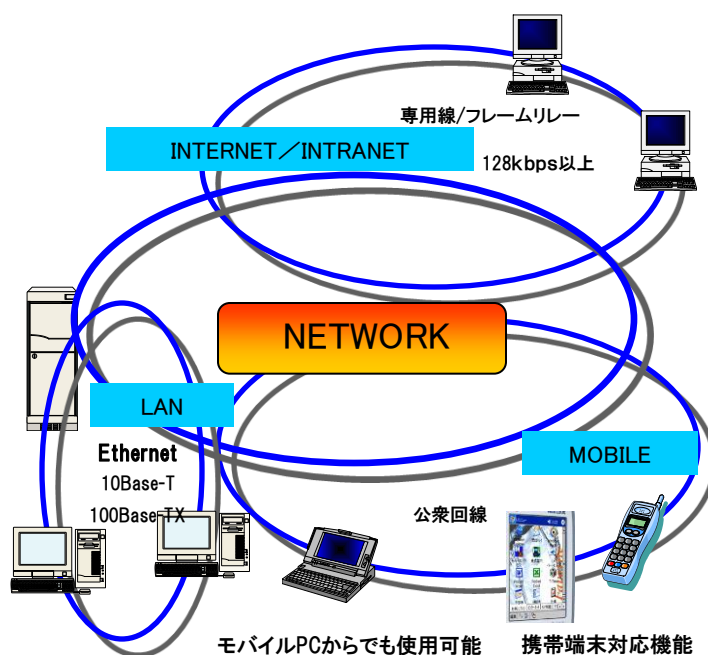 専用線/フレームリレー
INTERNET／INTRANET
128kbps以上
NETWORK
LAN
Ethernet
10Base-T
100Base-TX
MOBILE
公衆回線
モバイルPCからでも使用可能
携帯端末対応機能